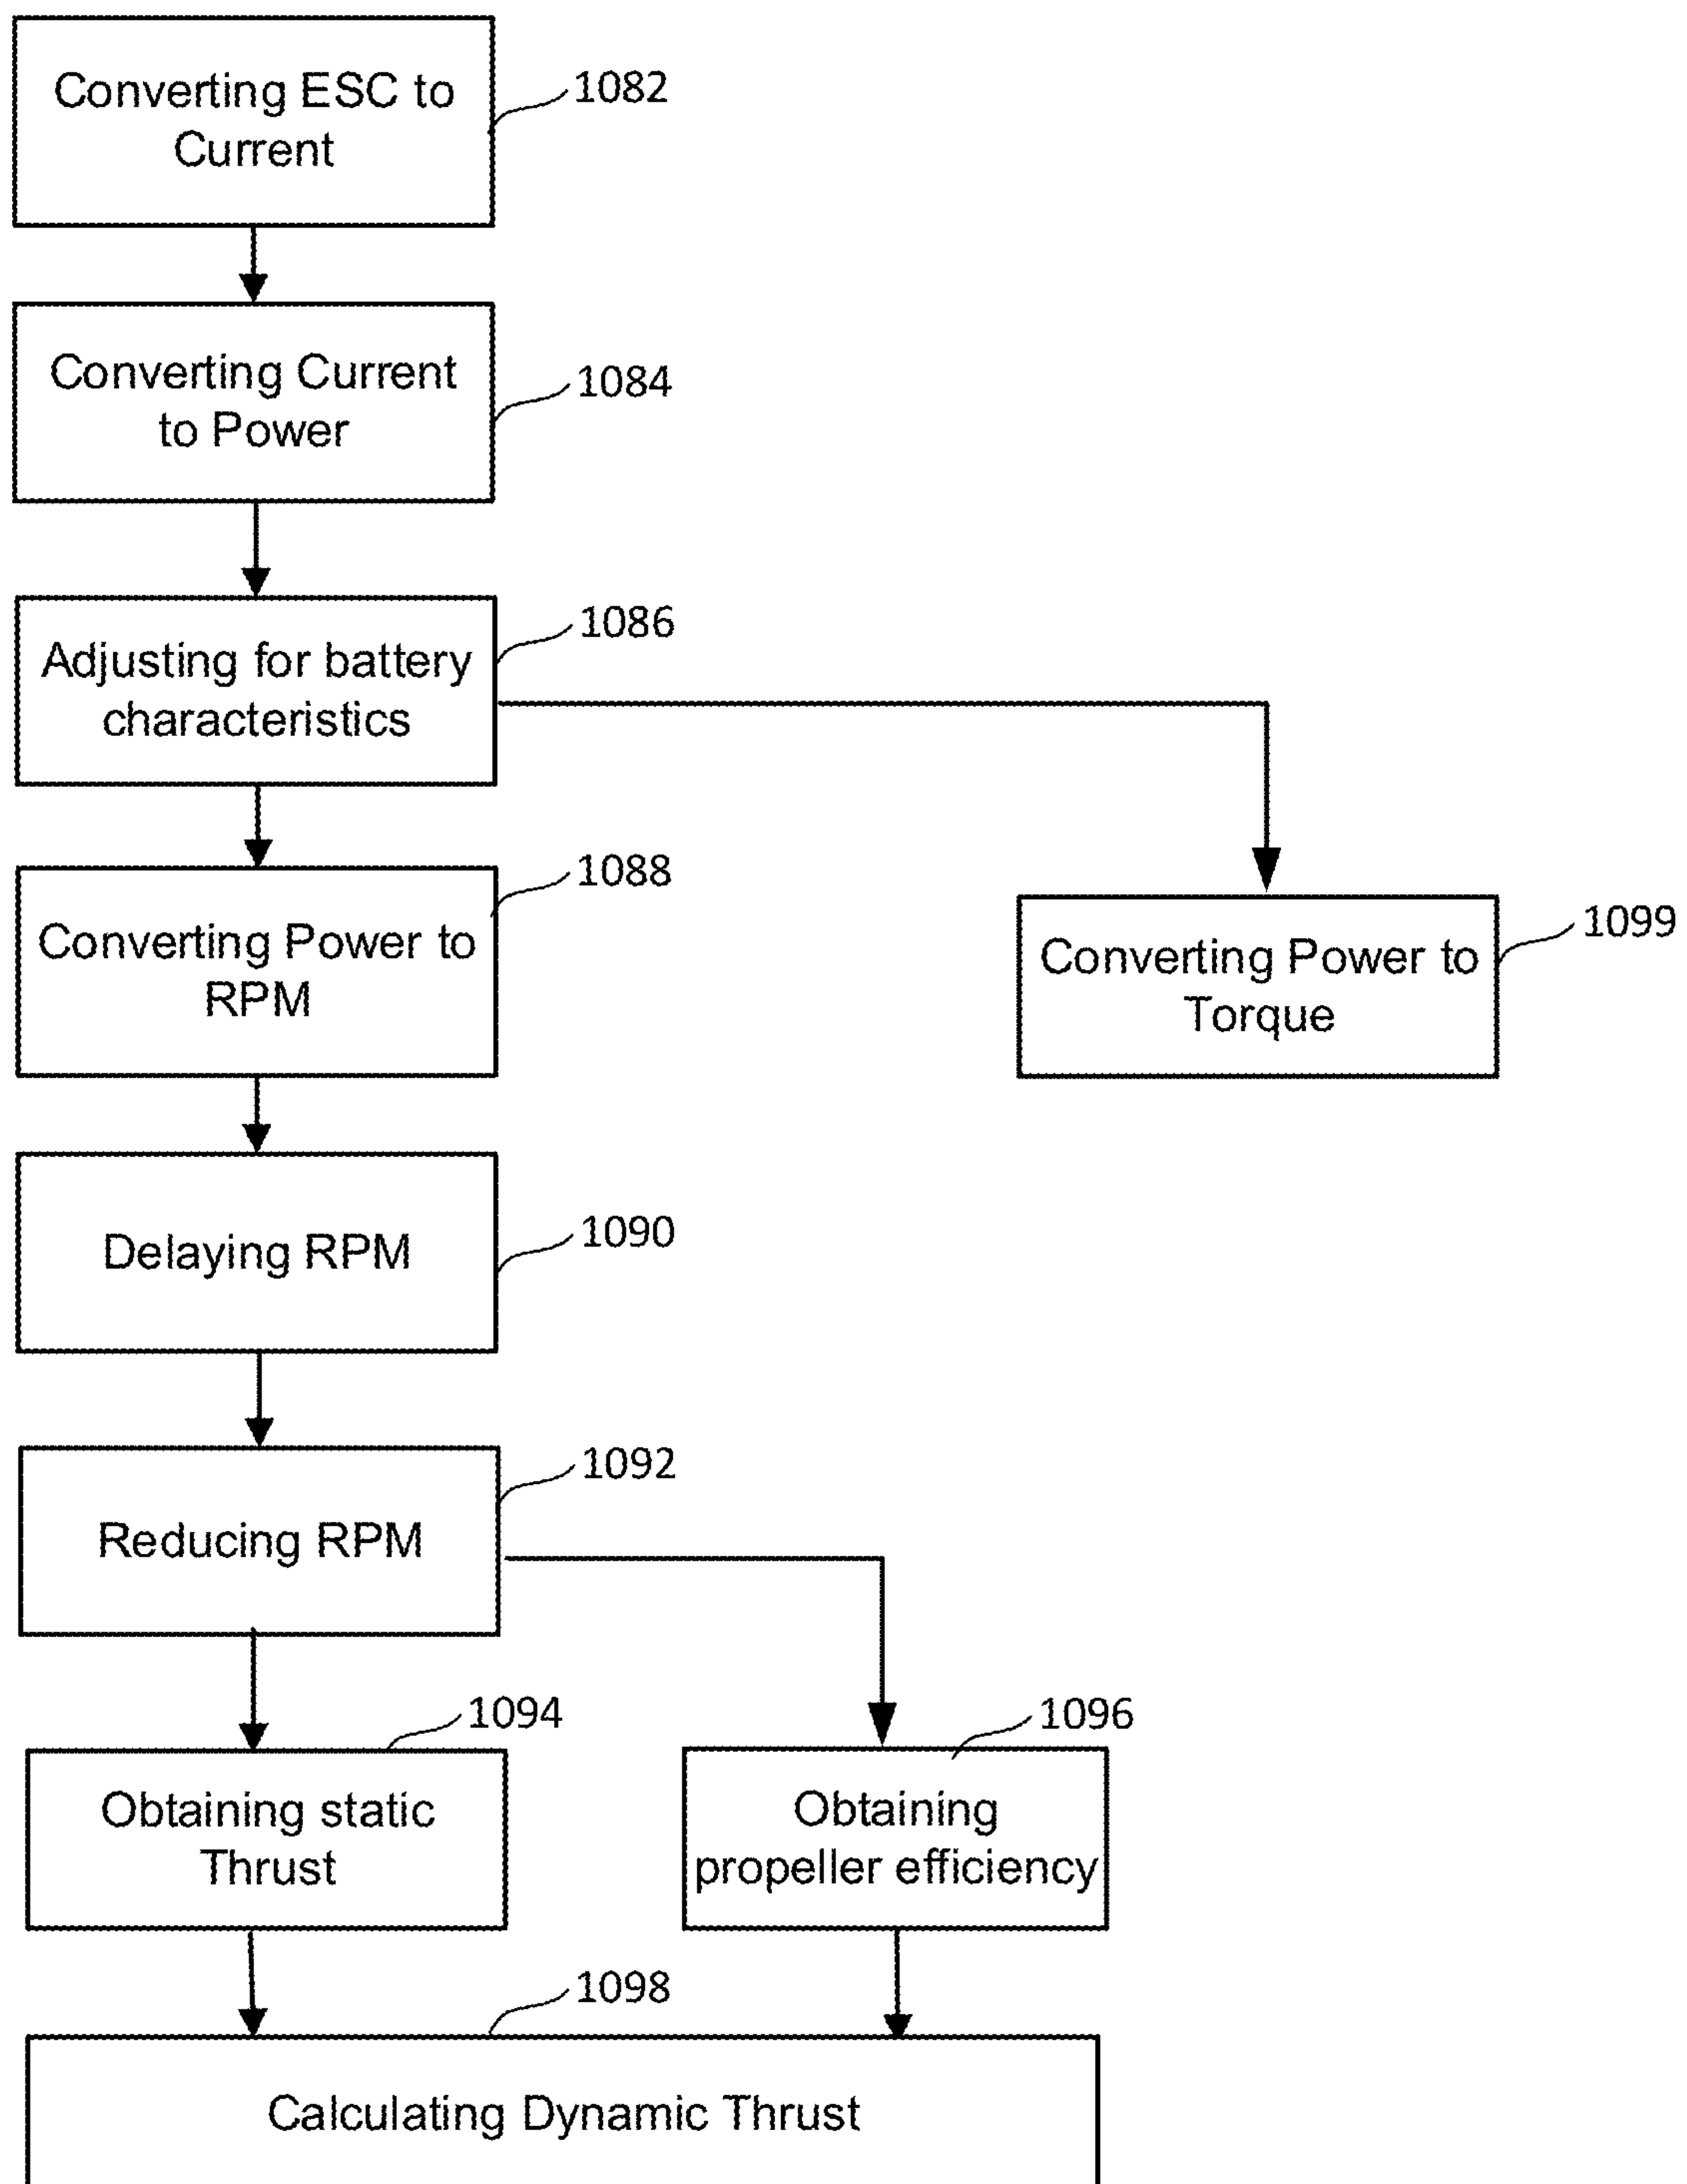 Converting ESC to
Current
1082
Converting Current
to Power
1084
Adjusting for battery
characteristics
1086
Converting Power to
RPM
1088
Converting Power to
Torque
1099
Delaying RPM
1090
Reducing RPM
1092
Obtaining static
Thrust
1094
Obtaining
propeller efficiency
1096
Calculating Dynamic Thrust
1098